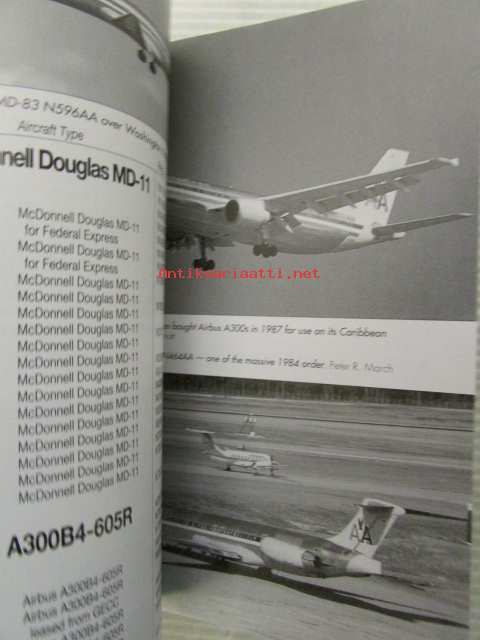 MD-83 N596AA over Washington
Aircraft Type
nnell Douglas MD-11
McDonnell Douglas MD-11
for Federal Express
McDonnell Douglas MD-11
for Federal Express
McDonnell Douglas MD-11
McDonnell Douglas MD-11
McDonnell Douglas MD-11
McDonnell Douglas MD-11
McDonnell Douglas MD-11
McDonnell Douglas MD-11
McDonnell Douglas MD-11
McDonnell Douglas MD-11
McDonnell Douglas MD-11
McDonnell Douglas MD-11
McDonnell Douglas MD-11
McDonnell Douglas MD-11
McDonnell Douglas MD-11
McDonnell Douglas MD-11
A300B4-605R
Airbus A300B4-605R
Airbus A300B4-605R
leased from GECC
A300B4-605R
AA
Antikvariaatti.net
bought Airbus A300s in 1987 for use on its Caribbean
— one of the massive 1984 order. Peter R. March
AA